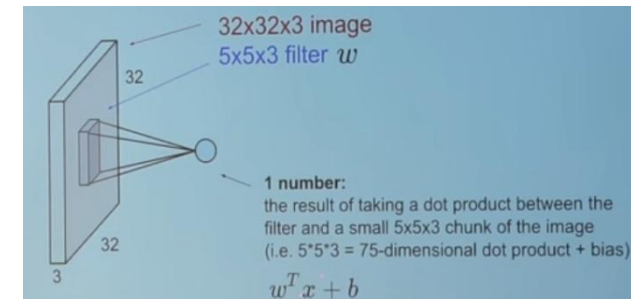 32x32x3 image
5x5x3 filter w
32
1 number:
the result of taking a dot product between the
filter and a small 5x5x3 chunk of the image
(i.e. 5*5*3 = 75-dimensional dot product + bias)
32
3
w^T x + b